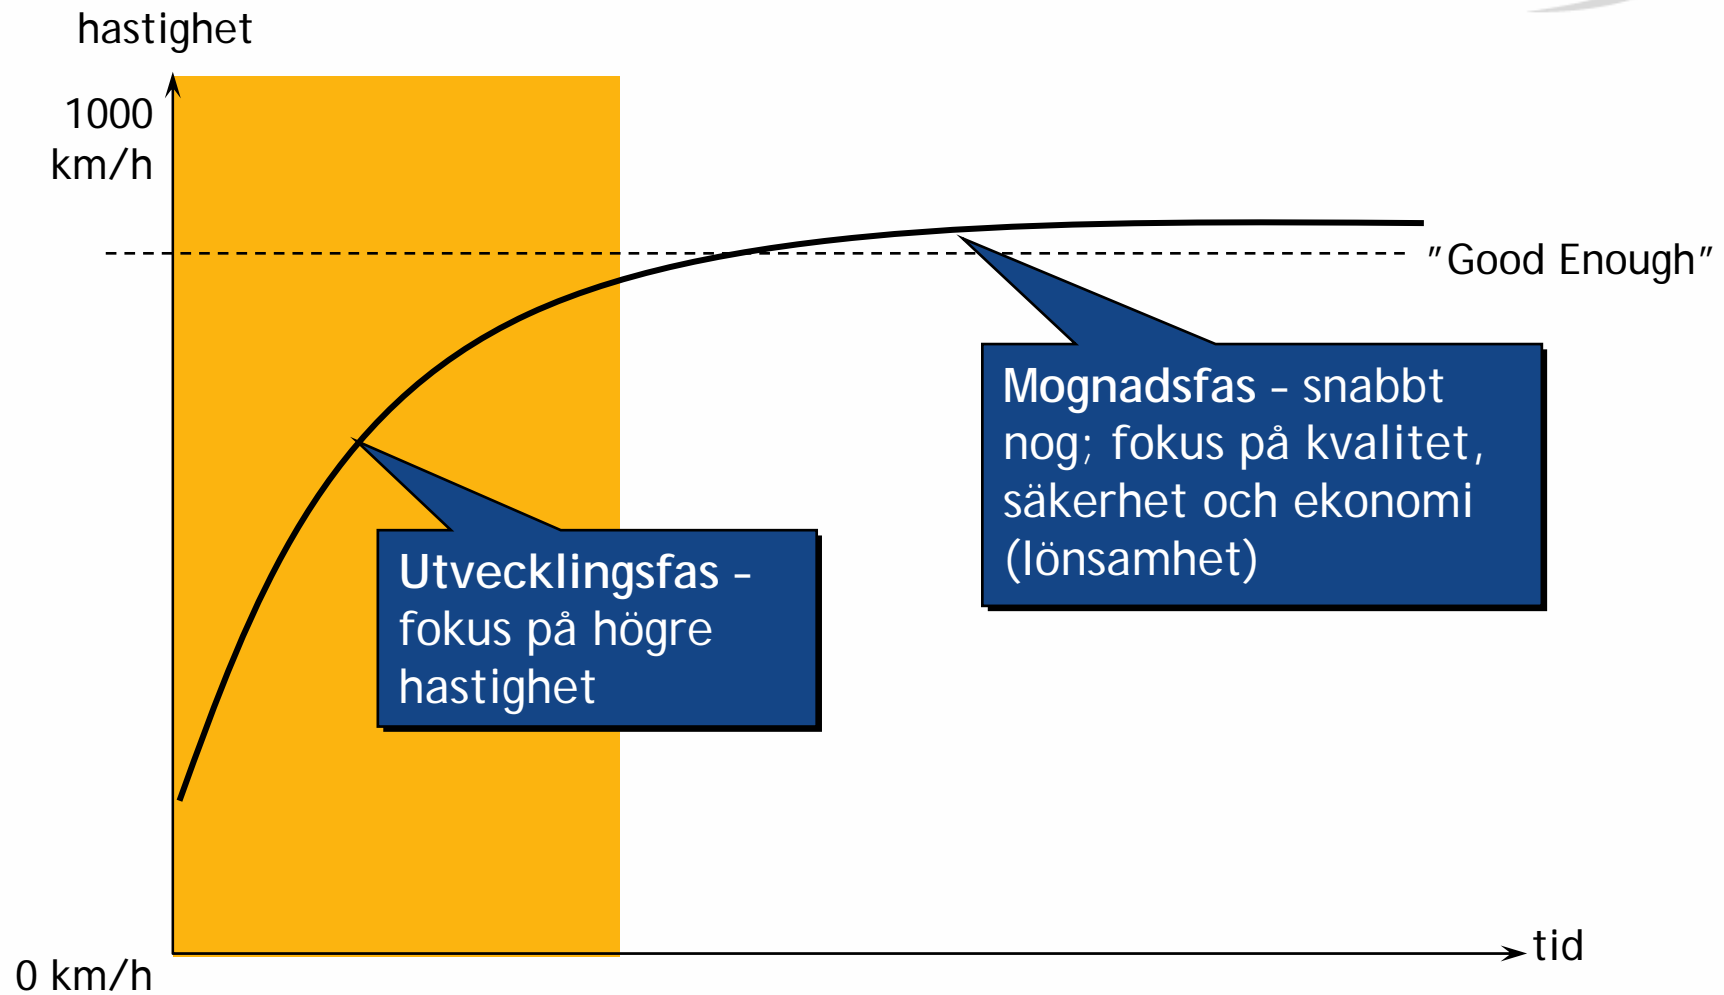 hastighet
1000
km/h
"Good Enough"
Mognadsfas – snabbt
nog; fokus på kvalitet,
säkerhet och ekonomi
(lönsamhet)
Utvecklingsfas –
fokus på högre
hastighet
tid
0 km/h